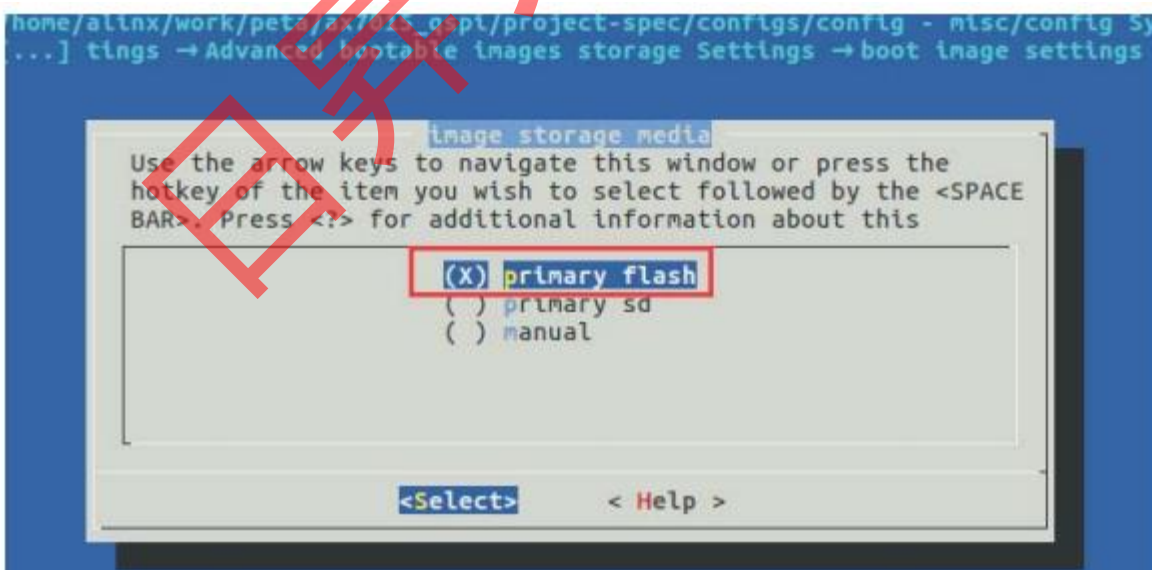 home/alinx/work/peta/ax7015_qspi/project-spec/configs/config - misc/config Sy
[...] tings →Advanced bootable images storage Settings →boot image settings
image storage media
Use the arrow keys to navigate this window or press the
hotkey of the item you wish to select followed by the <SPACE
BAR>. Press <?> for additional information about this
(X) primary flash
( ) primary sd
( ) manual
<Select> < Help >